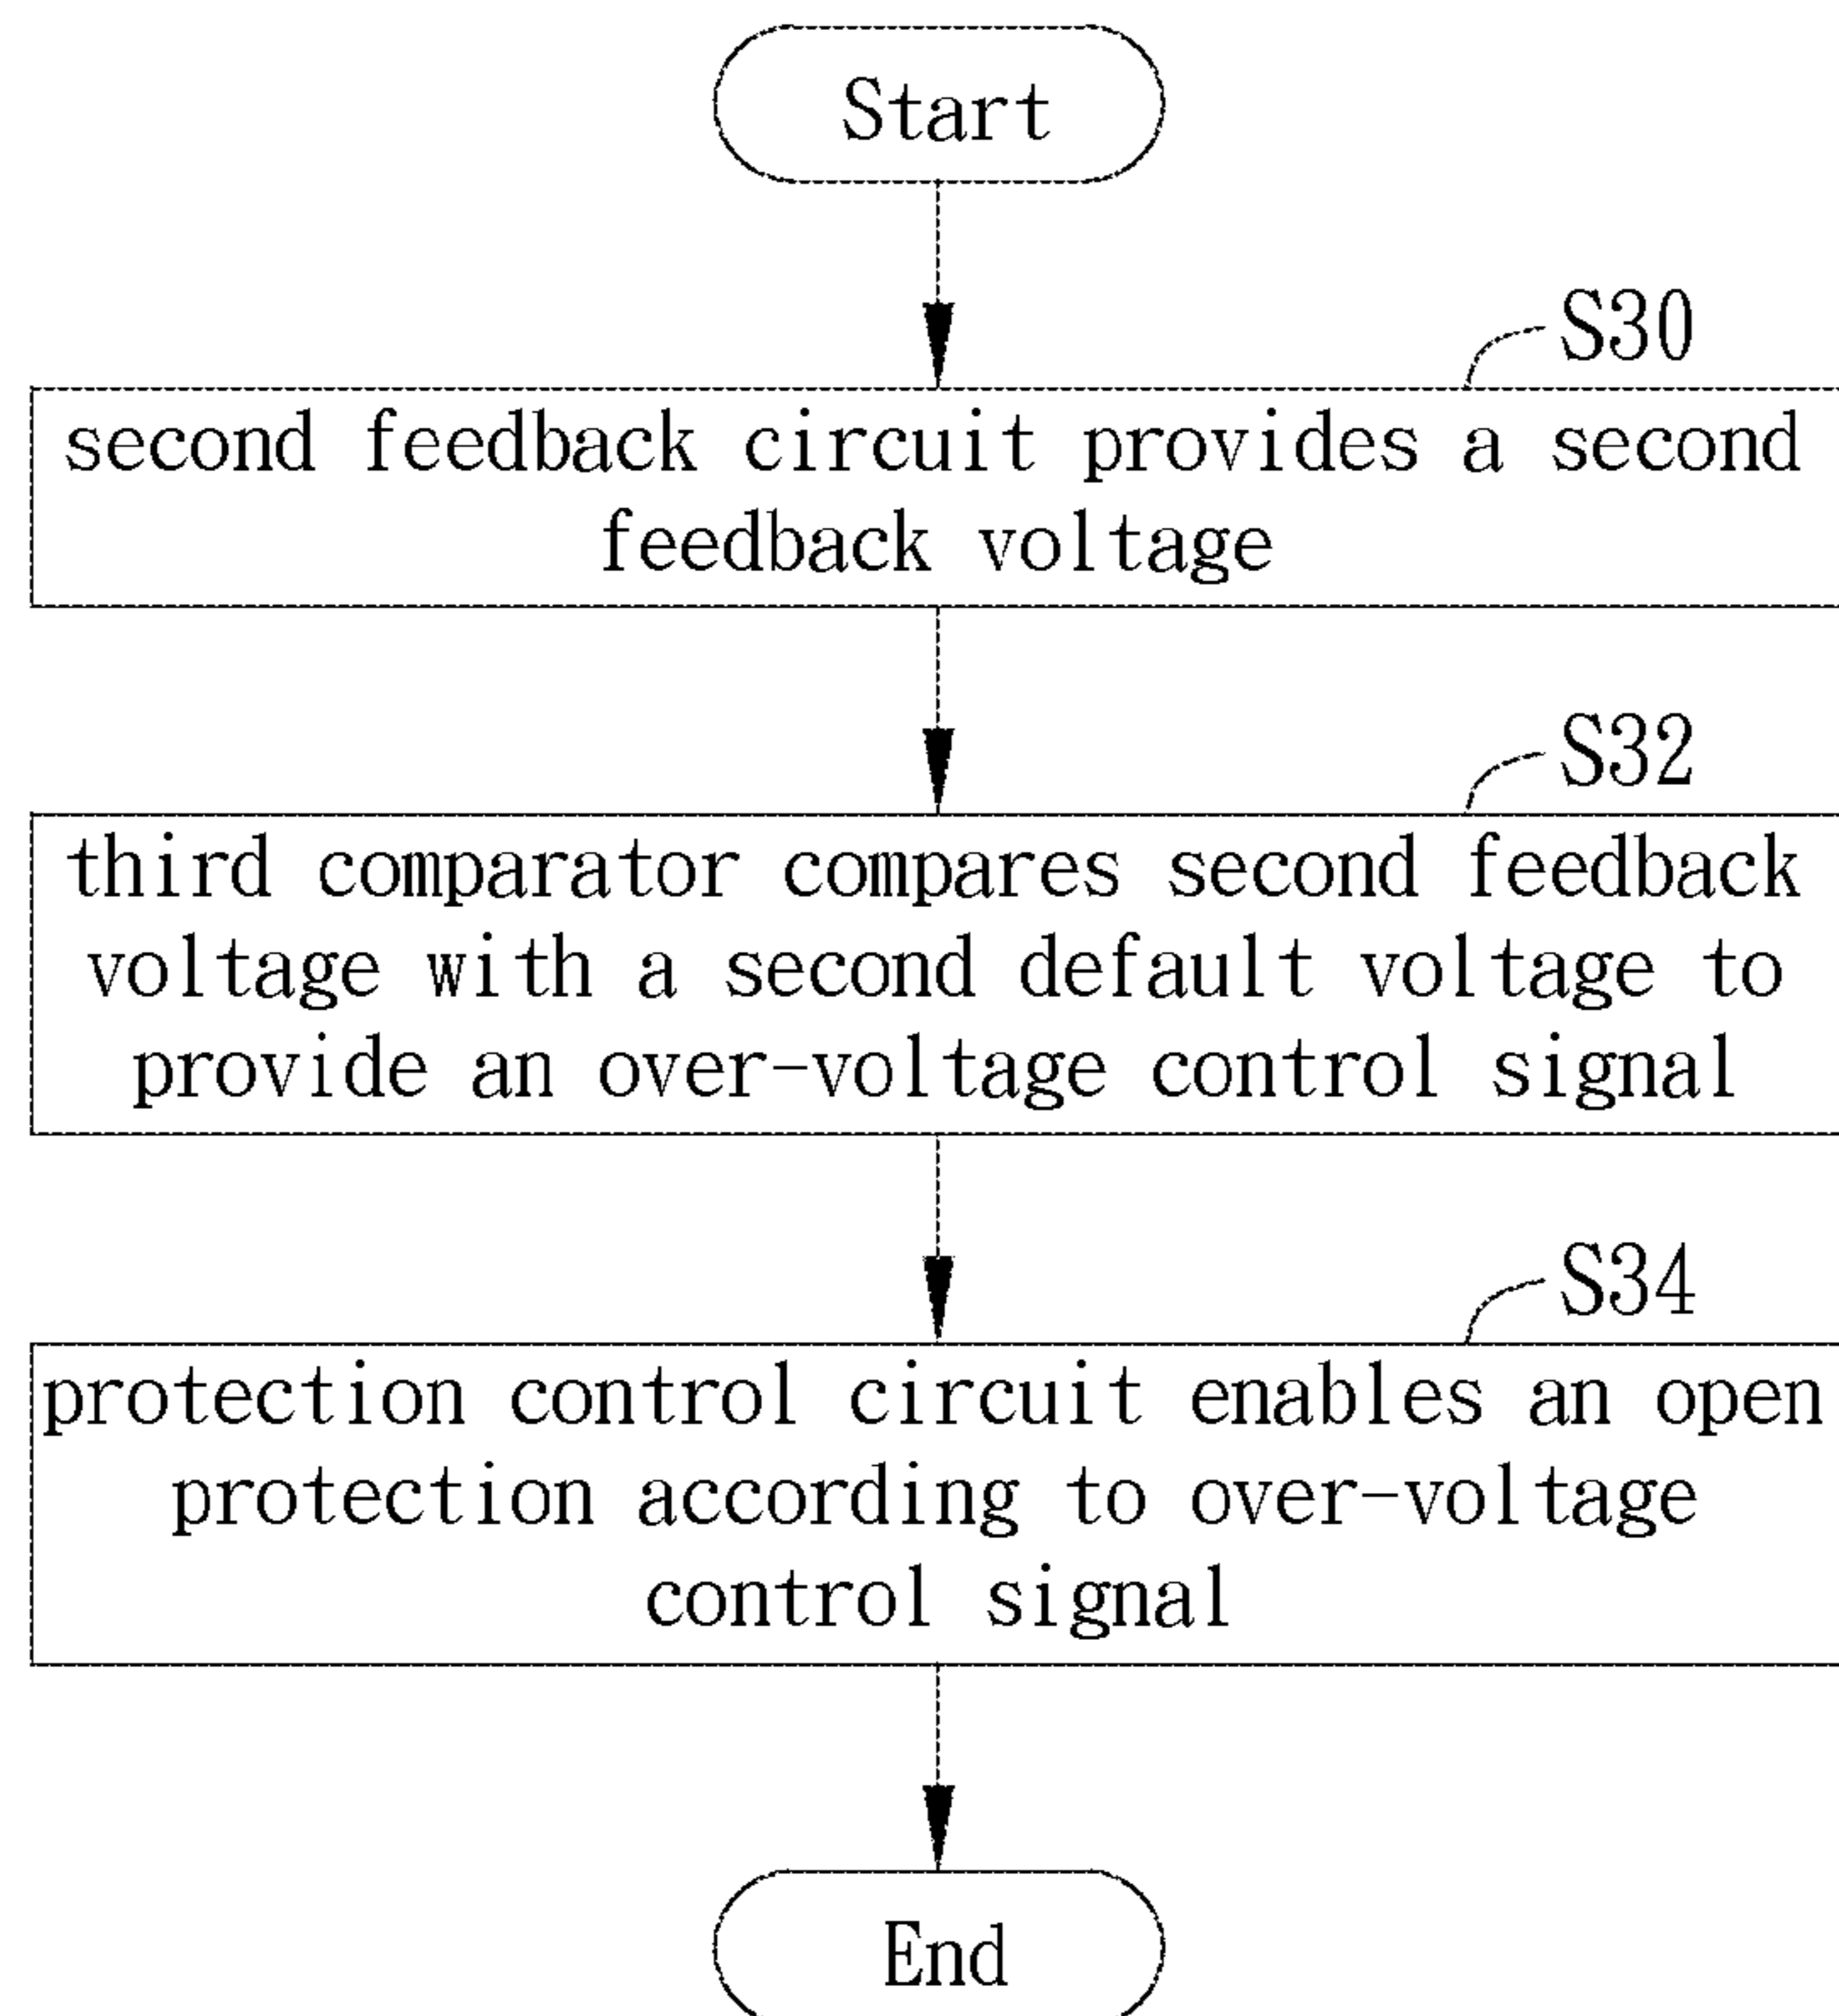 Start
S30
second feedback circuit provides a second
feedback voltage
S32
third comparator compares second feedback
voltage with a second default voltage to
provide an over-voltage control signal
S34
protection control circuit enables an open
protection according to over-voltage
control signal
End